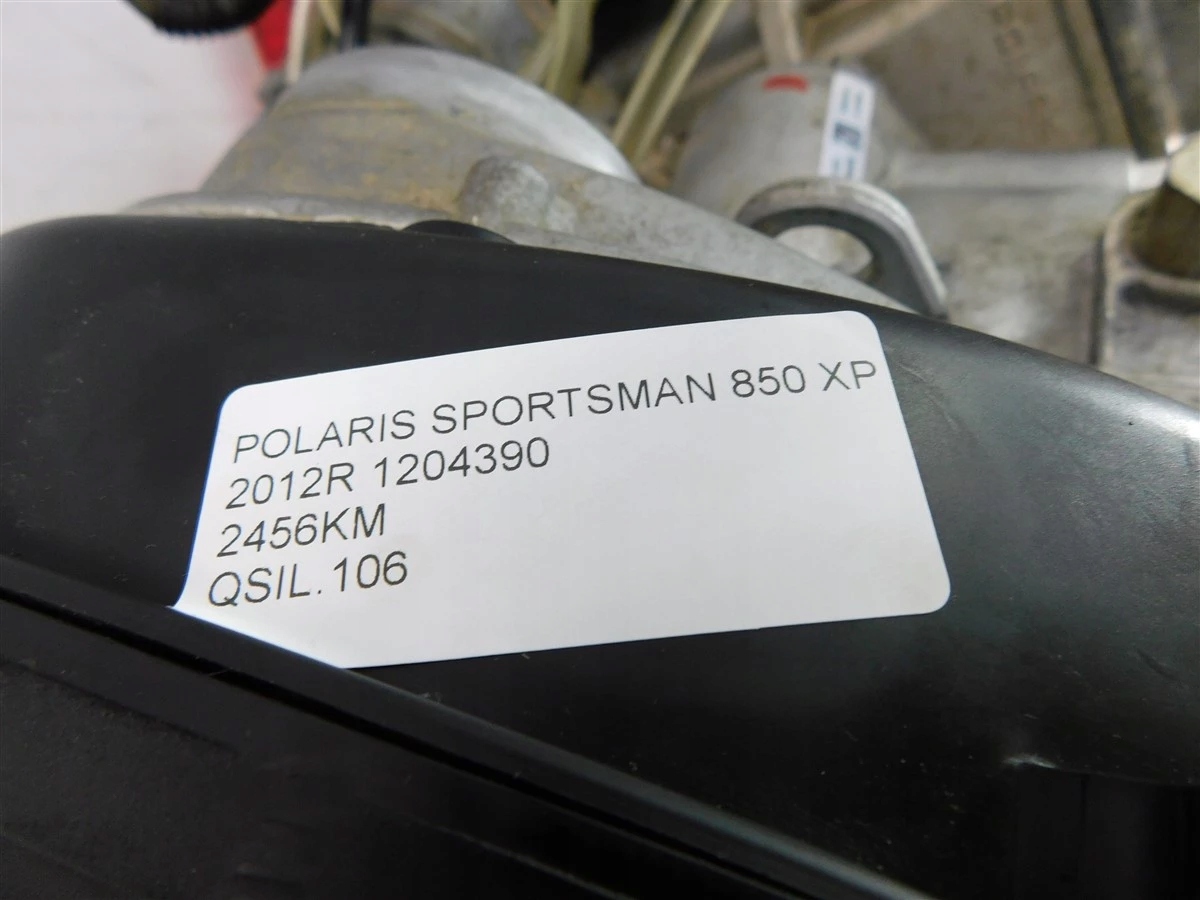 POLARIS SPORTSMAN 850 XP
2012R 1204390
2456KM
QSIL.106